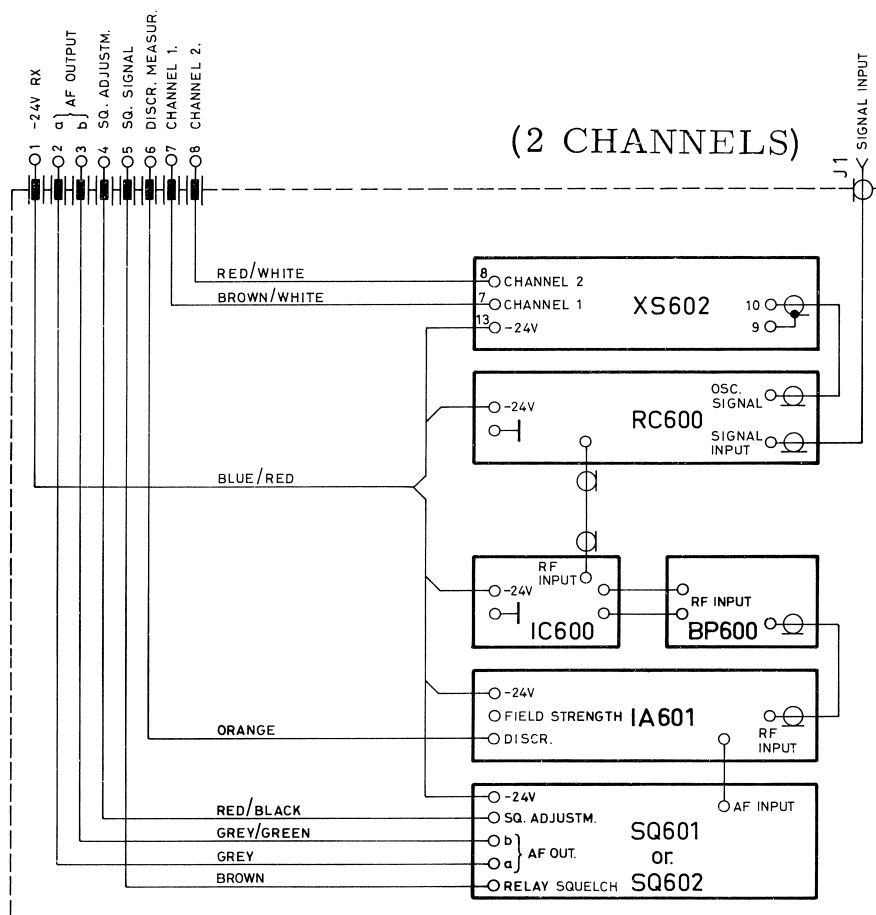 -24V RX
a} AF OUTPUT
b}
SQ. ADJUSTM.
SQ. SIGNAL
DISCR. MEASUR.
CHANNEL 1.
CHANNEL 2.
1
2
3
4
5
6
7
8
(2 CHANNELS)
J1
SIGNAL INPUT
RED/WHITE
BROWN/WHITE
8
CHANNEL 2
7
CHANNEL 1
13
-24V
XS602
10
9
-24V
RC600
OSC.
SIGNAL
SIGNAL
INPUT
BLUE/RED
RF
INPUT
-24V
IC600
RF INPUT
BP600
-24V
FIELD STRENGTH
IA601
DISCR.
RF
INPUT
ORANGE
-24V
AF INPUT
RED/BLACK
SQ. ADJUSTM.
GREY/GREEN
b
a
} AF OUT.
GREY
BROWN
RELAY SQUELCH
SQ601
or.
SQ602